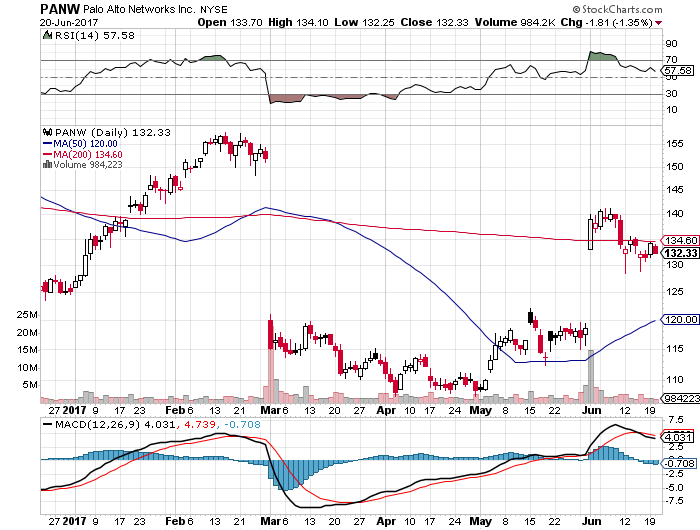 PANW Palo Alto Networks Inc. NYSE
© StockCharts.com
20-Jun-2017
Open 133.70 High 134.10 Low 132.25 Close 132.33 Volume 984.2K Chg -1.81 (-1.35%)
RSI(14) 57.58
90
70
57.58
50
30
10
PANW (Daily) 132.33
MA(50) 120.00
MA(200) 134.60
Volume 984,223
155
150
145
140
134.60
132.33
130
125
120.00
115
110
25M
20M
15M
10M
5M
984223
27 2017 9 17 23 Feb 6 13 21 Mar 6 13 20 27 Apr 10 17 24 May 8 15 22 Jun 12 19
MACD(12,26,9) 4.031, 4.739, -0.708
5.0
4.031
2.5
-0.708
-2.5
-5.0
-7.5
27 2017 9 17 23 Feb 6 13 21 Mar 6 13 20 27 Apr 10 17 24 May 8 15 22 Jun 12 19